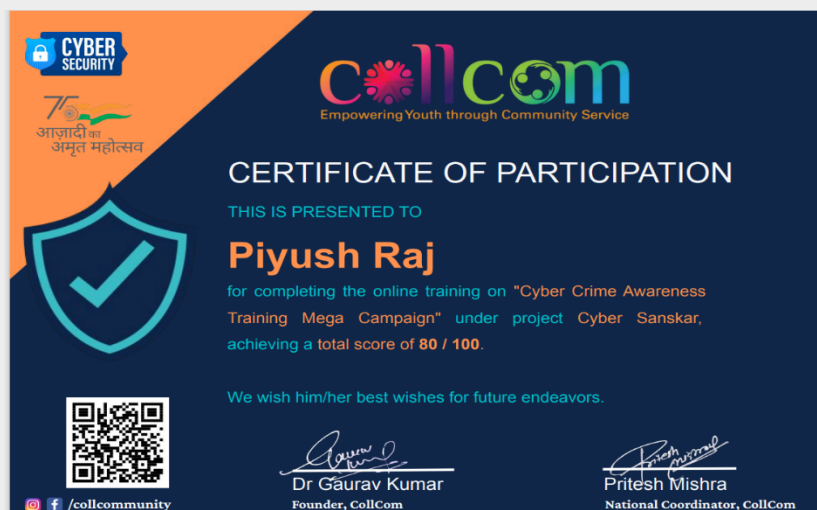 CYBER
SECURITY
75
आज़ादी का
अमृत महोत्सव
collcom
Empowering Youth through Community Service
CERTIFICATE OF PARTICIPATION
THIS IS PRESENTED TO
Piyush Raj
for completing the online training on "Cyber Crime Awareness
Training Mega Campaign" under project Cyber Sanskar,
achieving a total score of 80 / 100.
We wish him/her best wishes for future endeavors.
Dr Gaurav Kumar
Founder, CollCom
Pritesh Mishra
National Coordinator, CollCom
/collcommunity